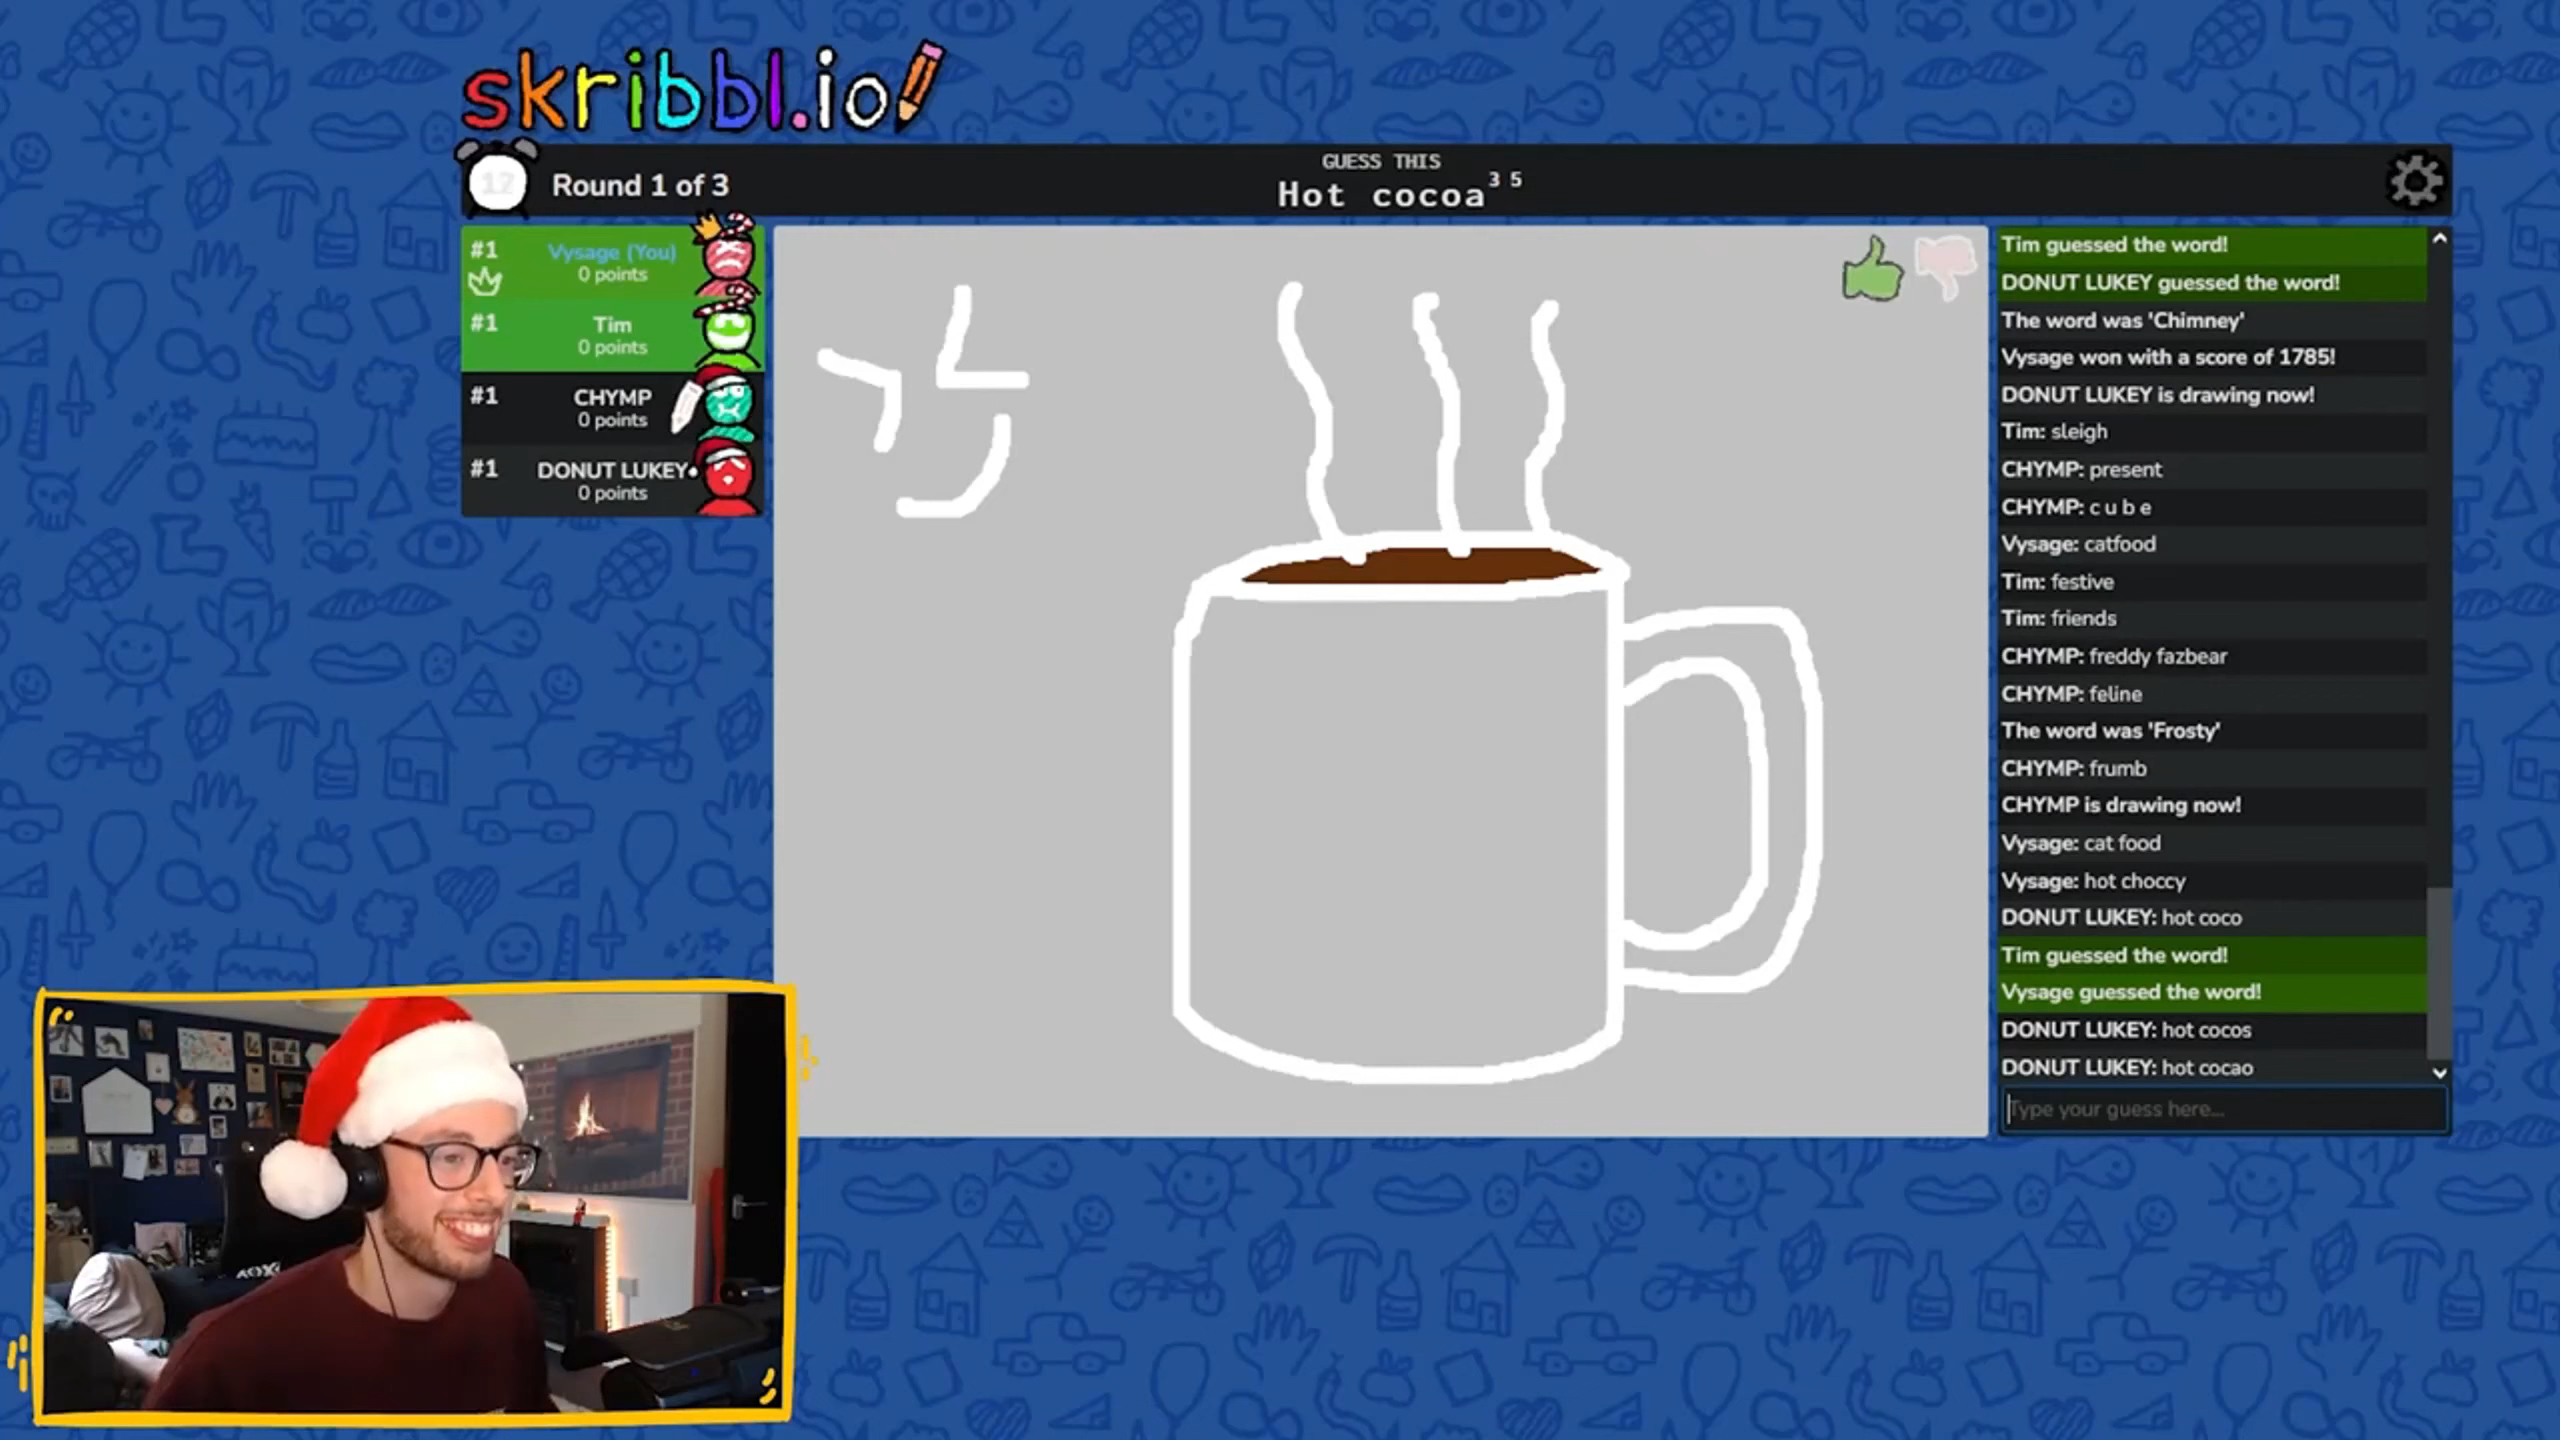 skribbl.io
Round 1 of 3
GUESS THIS
Hot cocoa 3 5
#1 Vysage (You)
0 points
#1 Tim
0 points
#1 CHYMP
0 points
#1 DONUT LUKEY
0 points
Tim guessed the word!
DONUT LUKEY guessed the word!
The word was 'Chimney'
Vysage won with a score of 1785!
DONUT LUKEY is drawing now!
Tim: sleigh
CHYMP: present
CHYMP: c u b e
Vysage: catfood
Tim: festive
Tim: friends
CHYMP: freddy fazbear
CHYMP: feline
The word was 'Frosty'
CHYMP: frumb
CHYMP is drawing now!
Vysage: cat food
Vysage: hot choccy
DONUT LUKEY: hot coco
Tim guessed the word!
Vysage guessed the word!
DONUT LUKEY: hot cocos
DONUT LUKEY: hot cocao
Type your guess here...